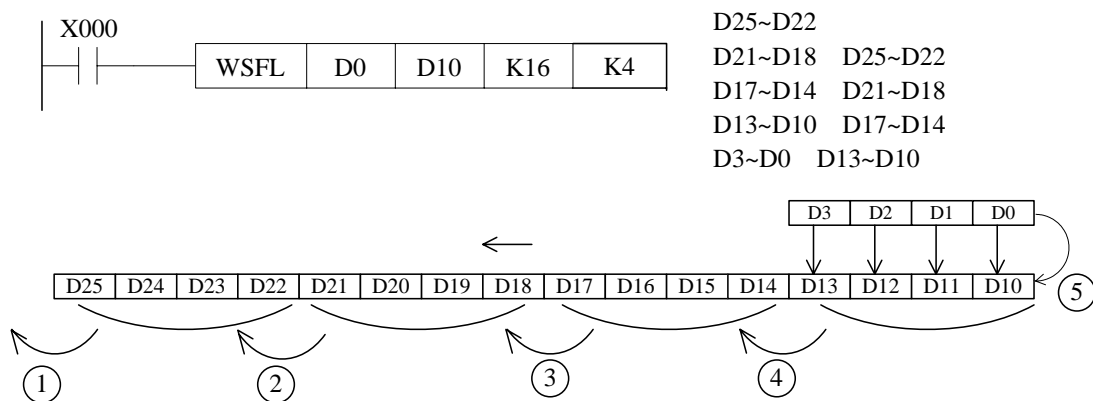 X000
WSFL D0 D10 K16 K4
D25~D22
D21~D18 D25~D22
D17~D14 D21~D18
D13~D10 D17~D14
D3~D0 D13~D10
D3 D2 D1 D0
D25 D24 D23 D22 D21 D20 D19 D18 D17 D16 D15 D14 D13 D12 D11 D10
5
1 2 3 4